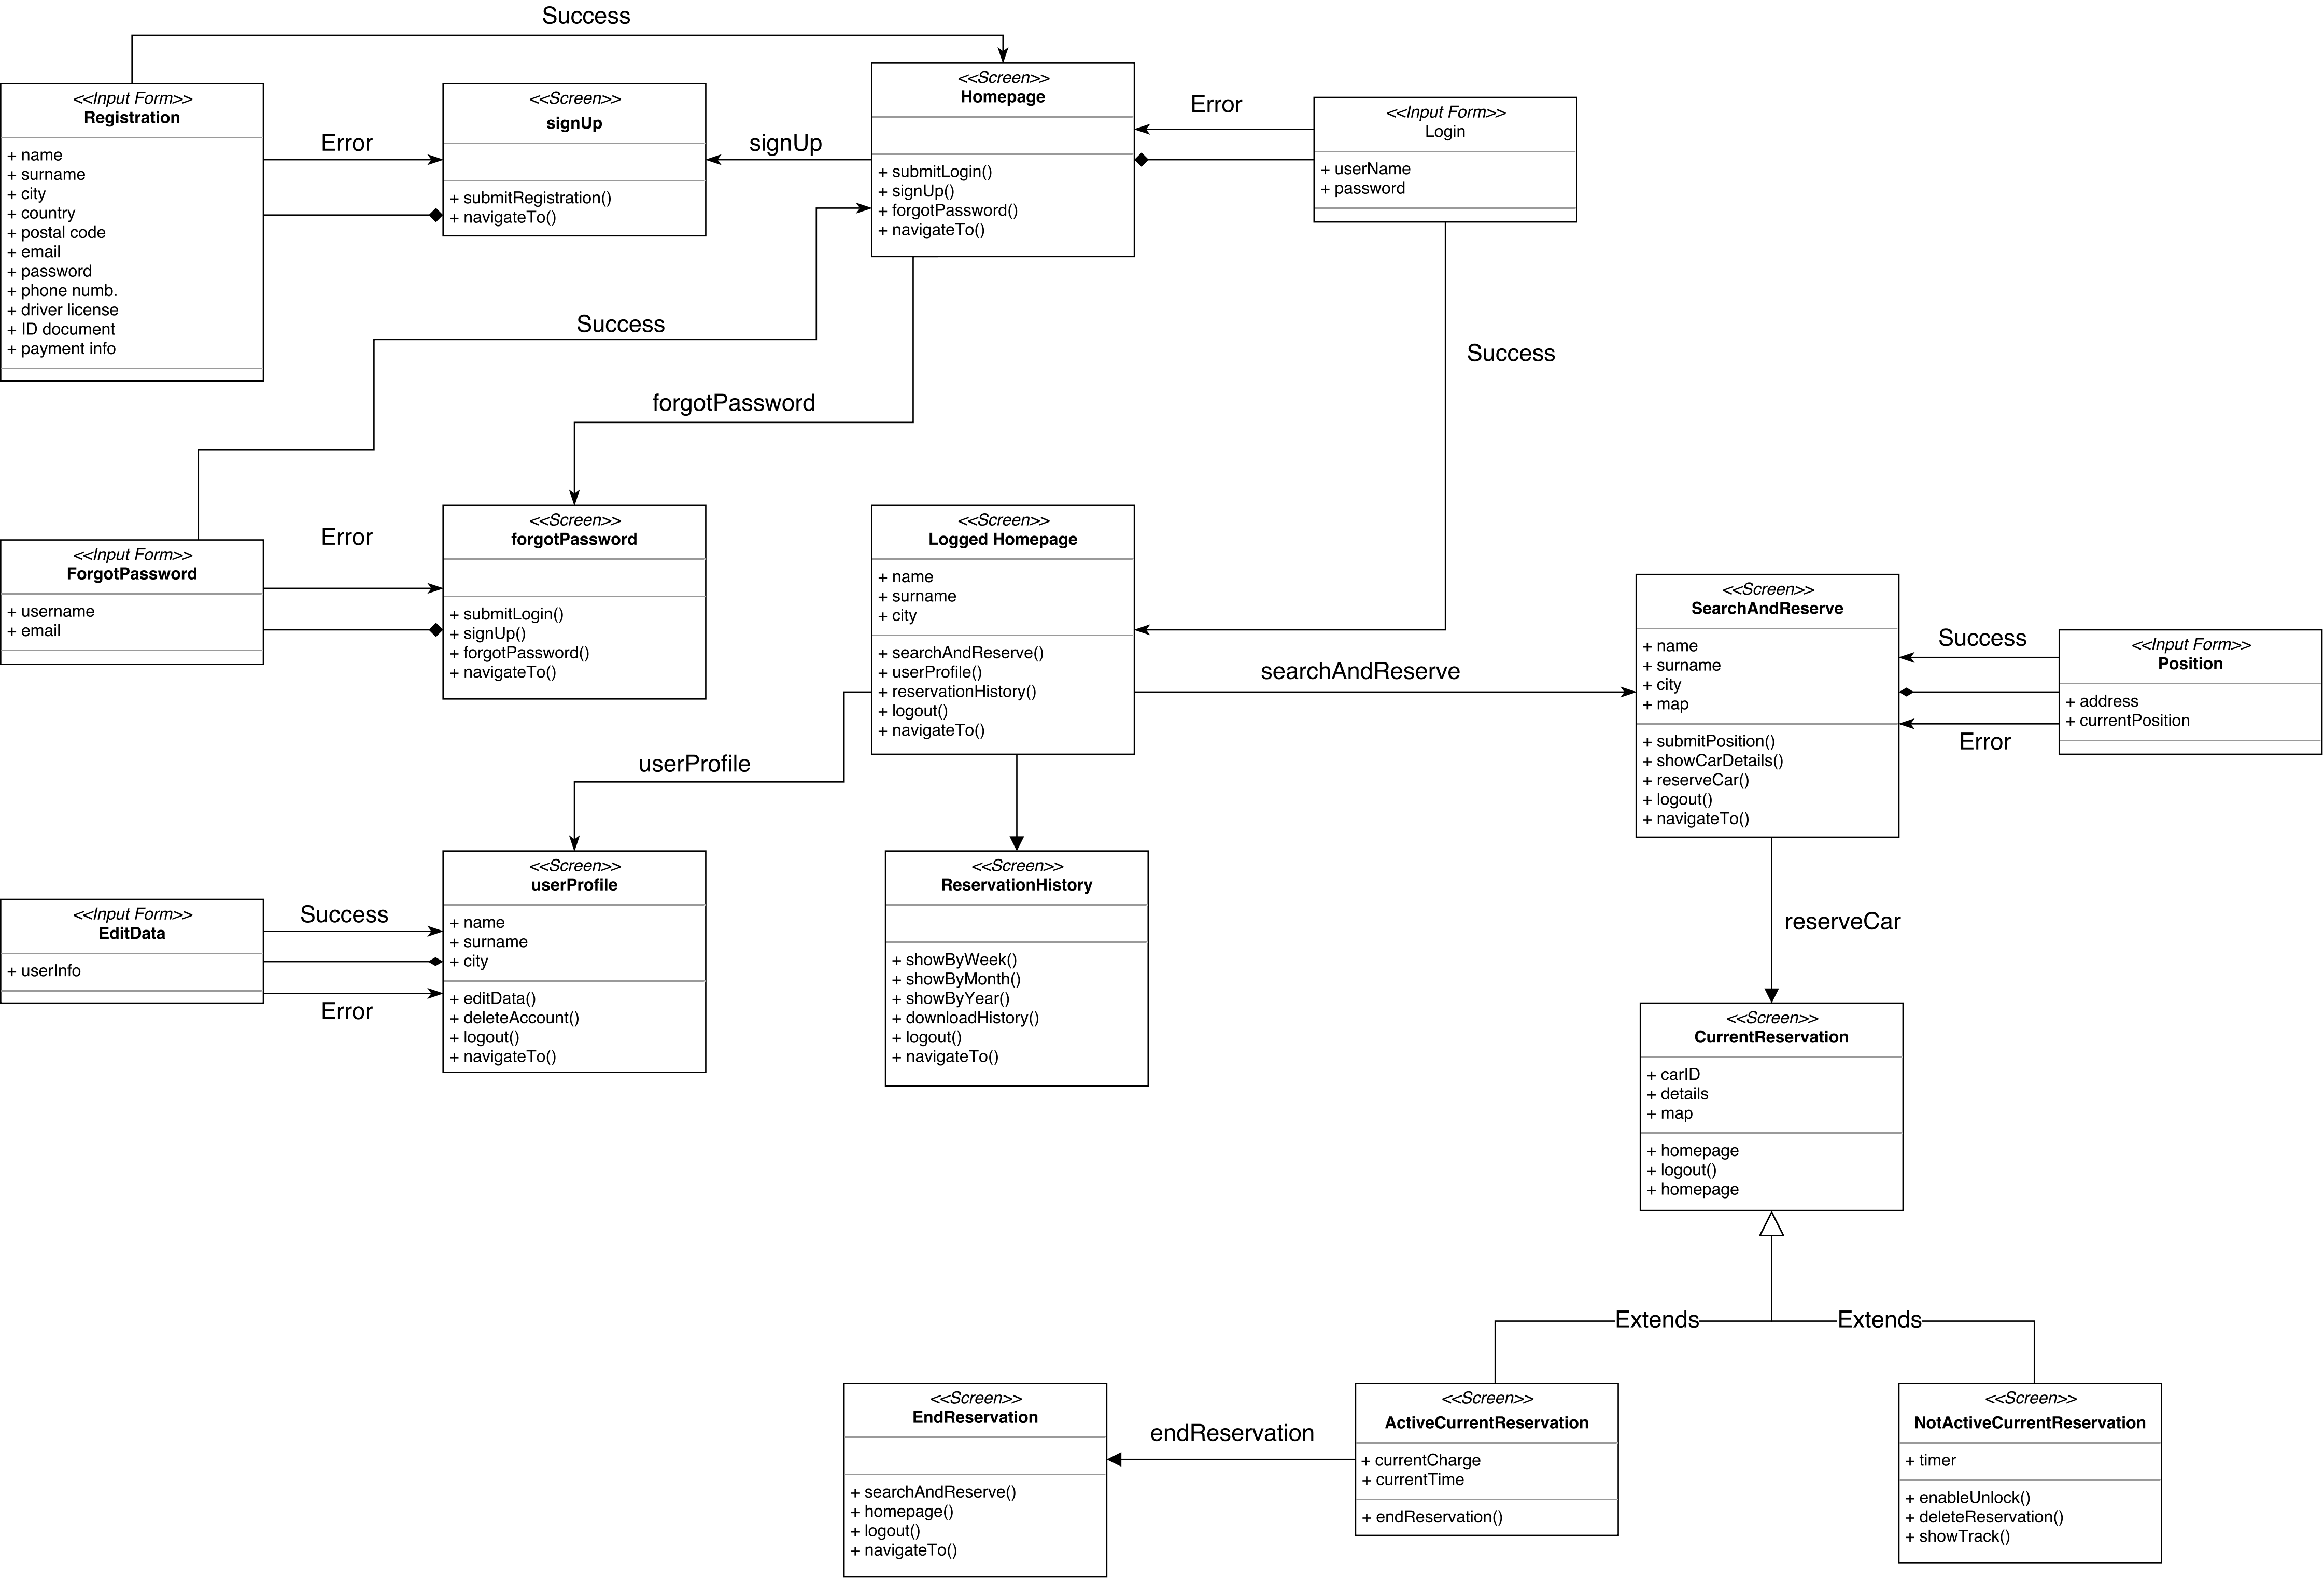 Success
<<Input Form>>
Registration
+ name
+ surname
+ city
+ country
+ postal code
+ email
+ password
+ phone numb.
+ driver license
+ ID document
+ payment info
Error
<<Screen>>
signUp
+ submitRegistration()
+ navigateTo()
signUp
<<Screen>>
Homepage
+ submitLogin()
+ signUp()
+ forgotPassword()
+ navigateTo()
Error
<<Input Form>>
Login
+ userName
+ password
Success
Success
forgotPassword
<<Input Form>>
ForgotPassword
+ username
+ email
Error
<<Screen>>
forgotPassword
+ submitLogin()
+ signUp()
+ forgotPassword()
+ navigateTo()
<<Screen>>
Logged Homepage
+ name
+ surname
+ city
+ searchAndReserve()
+ userProfile()
+ reservationHistory()
+ logout()
+ navigateTo()
searchAndReserve
<<Screen>>
SearchAndReserve
+ name
+ surname
+ city
+ map
+ submitPosition()
+ showCarDetails()
+ reserveCar()
+ logout()
+ navigateTo()
Success
Error
<<Input Form>>
Position
+ address
+ currentPosition
userProfile
<<Input Form>>
EditData
+ userInfo
Success
Error
<<Screen>>
userProfile
+ name
+ surname
+ city
+ editData()
+ deleteAccount()
+ logout()
+ navigateTo()
<<Screen>>
ReservationHistory
+ showByWeek()
+ showByMonth()
+ showByYear()
+ downloadHistory()
+ logout()
+ navigateTo()
reserveCar
<<Screen>>
CurrentReservation
+ carID
+ details
+ map
+ homepage
+ logout()
+ homepage
Extends
Extends
<<Screen>>
EndReservation
+ searchAndReserve()
+ homepage()
+ logout()
+ navigateTo()
endReservation
<<Screen>>
ActiveCurrentReservation
+ currentCharge
+ currentTime
+ endReservation()
<<Screen>>
NotActiveCurrentReservation
+ timer
+ enableUnlock()
+ deleteReservation()
+ showTrack()